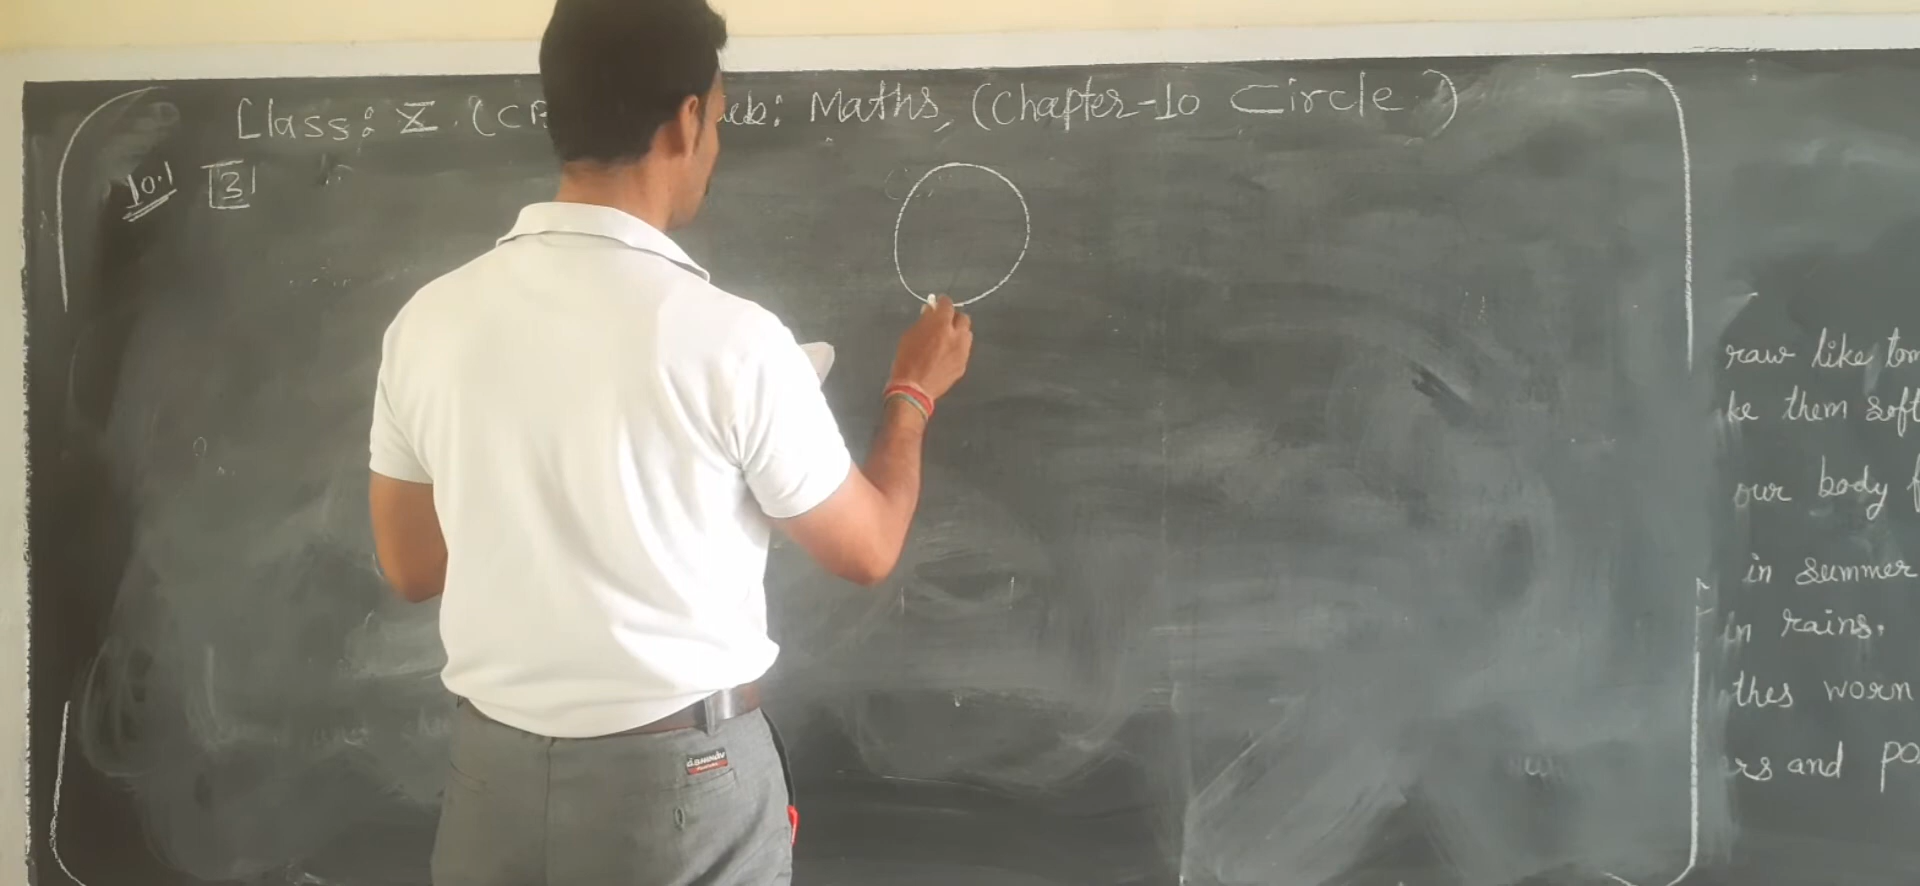 Class: X. (CB ub: Maths, (Chapter-10 Circle)
10.1 [3]
raw like tom
ke them soft
our body f
in summer
in rains.
thes worn
rs and po